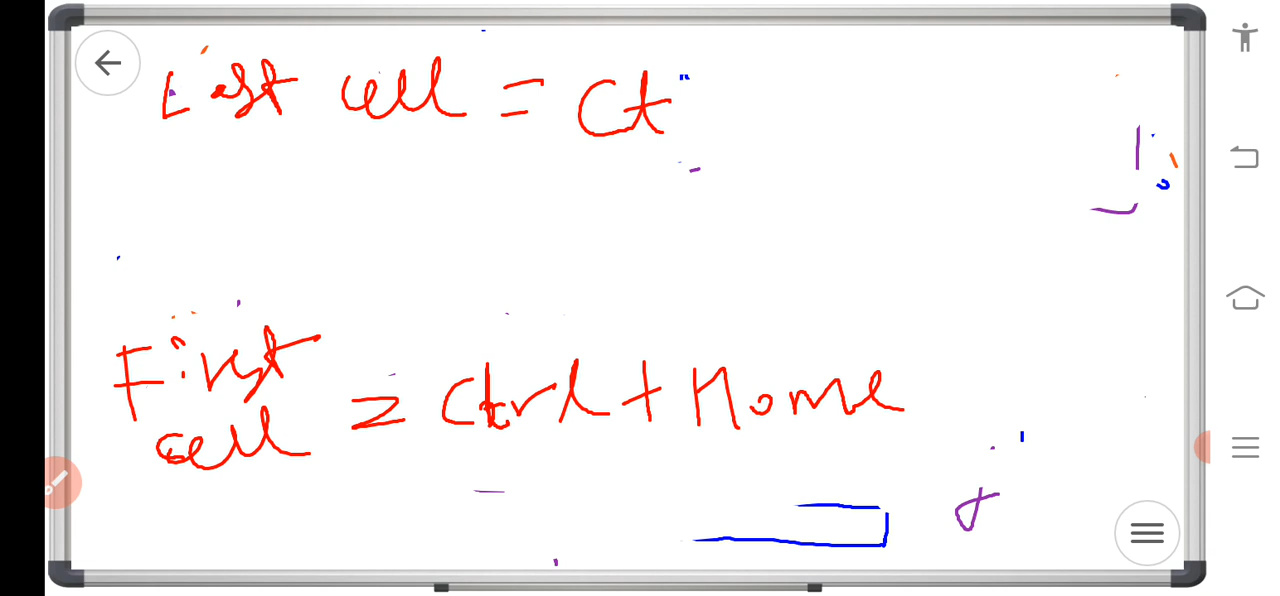 Last cell = Ct
First cell = Ctrl + Home